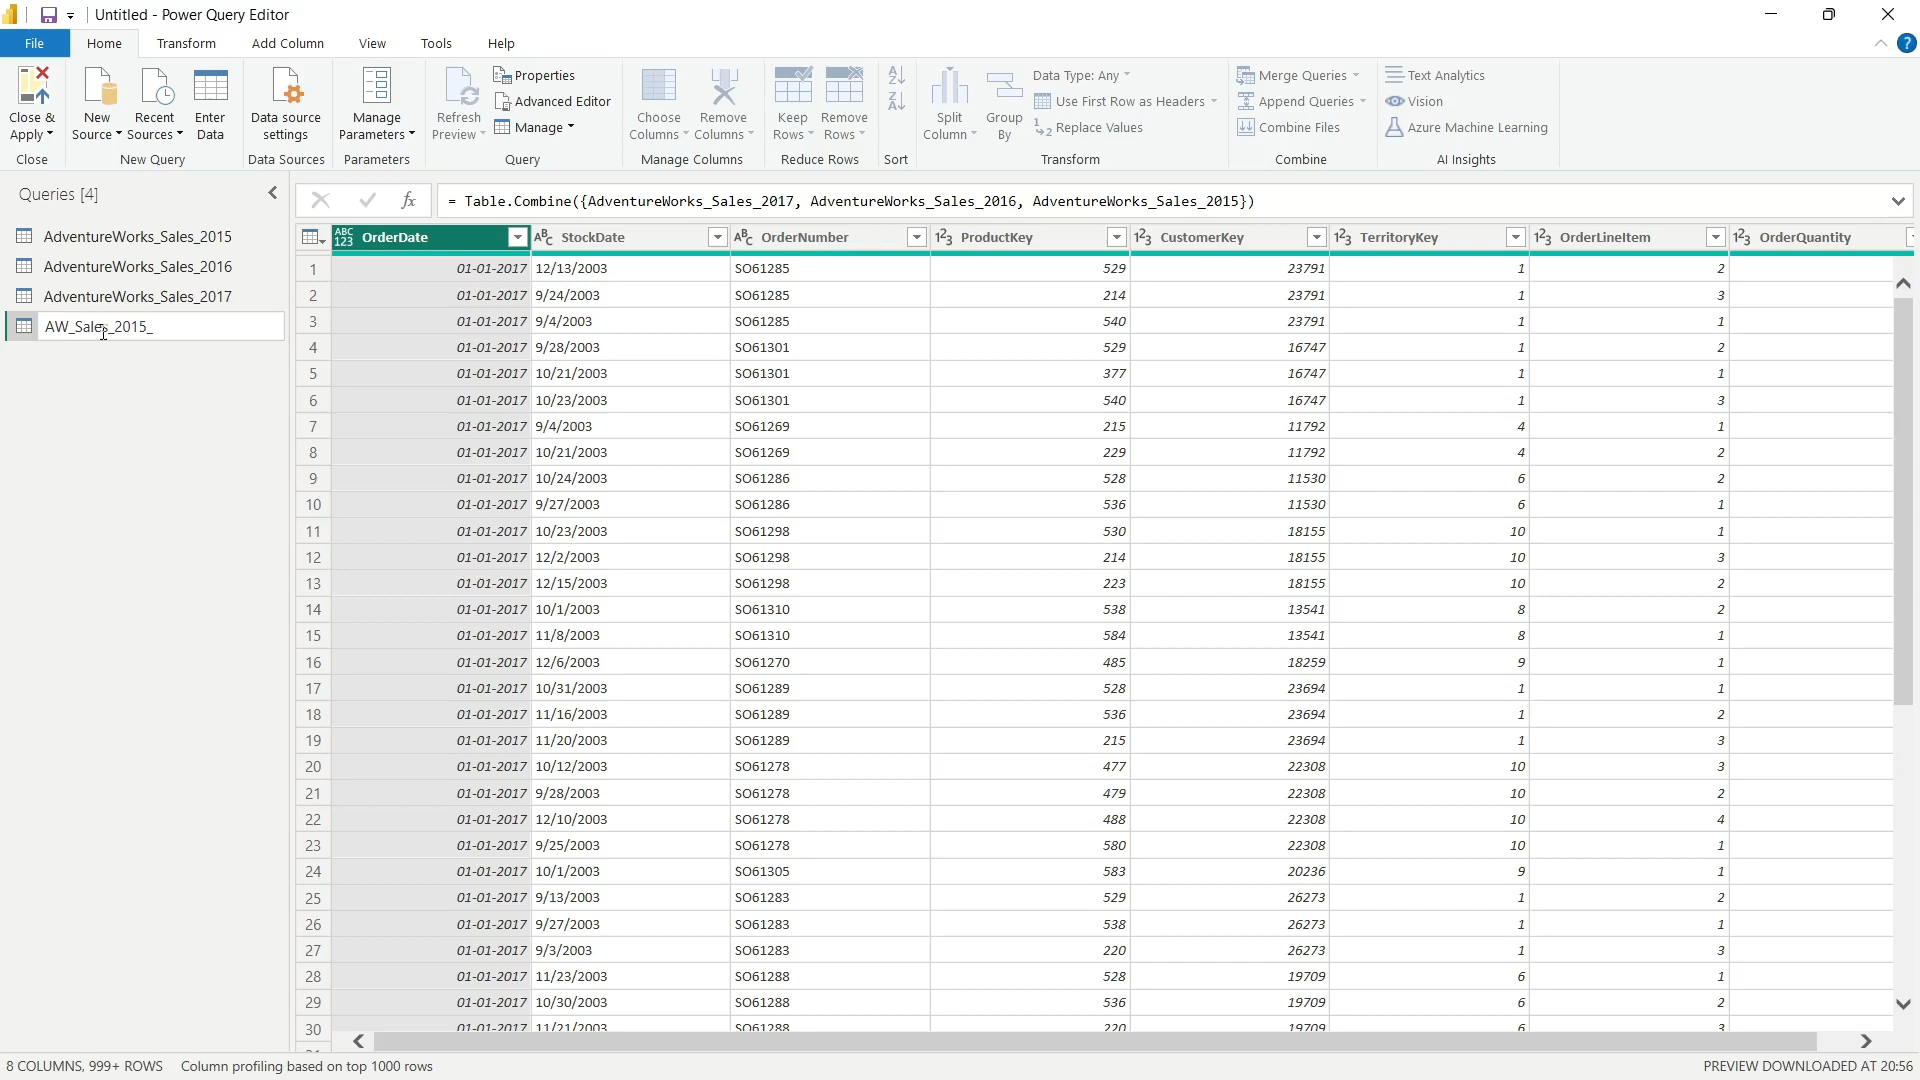 Untitled - Power Query Editor
File Home Transform Add Column View Tools Help
Close & Apply
New Source
Recent Sources
Enter Data
Data source settings
Manage Parameters
Refresh Preview
Properties
Advanced Editor
Manage
Choose Columns
Remove Columns
Keep Rows
Remove Rows
Split Column
Group By
Data Type: Any
Use First Row as Headers
Replace Values
Merge Queries
Append Queries
Combine Files
Text Analytics
Vision
Azure Machine Learning
Close New Query Data Sources Parameters Query Manage Columns Reduce Rows Sort Transform Combine AI Insights
Queries [4]
AdventureWorks_Sales_2015
AdventureWorks_Sales_2016
AdventureWorks_Sales_2017
AW_Sales_2015_
fx = Table.Combine({AdventureWorks_Sales_2017, AdventureWorks_Sales_2016, AdventureWorks_Sales_2015})
ABC 123 OrderDate ABC StockDate ABC OrderNumber 123 ProductKey 123 CustomerKey 123 TerritoryKey 123 OrderLineItem 123 OrderQuantity
1 01-01-2017 12/13/2003 SO61285 529 23791 1 2
2 01-01-2017 9/24/2003 SO61285 214 23791 1 3
3 01-01-2017 9/4/2003 SO61285 540 23791 1 1
4 01-01-2017 9/28/2003 SO61301 529 16747 1 2
5 01-01-2017 10/21/2003 SO61301 377 16747 1 1
6 01-01-2017 10/23/2003 SO61301 540 16747 1 3
7 01-01-2017 9/4/2003 SO61269 215 11792 4 1
8 01-01-2017 10/21/2003 SO61269 229 11792 4 2
9 01-01-2017 10/24/2003 SO61286 528 11530 6 2
10 01-01-2017 9/27/2003 SO61286 536 11530 6 1
11 01-01-2017 10/23/2003 SO61298 530 18155 10 1
12 01-01-2017 12/2/2003 SO61298 214 18155 10 3
13 01-01-2017 12/15/2003 SO61298 223 18155 10 2
14 01-01-2017 10/1/2003 SO61310 538 13541 8 2
15 01-01-2017 11/8/2003 SO61310 584 13541 8 1
16 01-01-2017 12/6/2003 SO61270 485 18259 9 1
17 01-01-2017 10/31/2003 SO61289 528 23694 1 1
18 01-01-2017 11/16/2003 SO61289 536 23694 1 2
19 01-01-2017 11/20/2003 SO61289 215 23694 1 3
20 01-01-2017 10/12/2003 SO61278 477 22308 10 3
21 01-01-2017 9/28/2003 SO61278 479 22308 10 2
22 01-01-2017 12/10/2003 SO61278 488 22308 10 4
23 01-01-2017 9/25/2003 SO61278 580 22308 10 1
24 01-01-2017 10/1/2003 SO61305 583 20236 9 1
25 01-01-2017 9/13/2003 SO61283 529 26273 1 2
26 01-01-2017 9/27/2003 SO61283 538 26273 1 1
27 01-01-2017 9/3/2003 SO61283 220 26273 1 3
28 01-01-2017 11/23/2003 SO61288 528 19709 6 1
29 01-01-2017 10/30/2003 SO61288 536 19709 6 2
30 01-01-2017 11/21/2003 SO61288 220 19709 6 3
8 COLUMNS, 999+ ROWS Column profiling based on top 1000 rows PREVIEW DOWNLOADED AT 20:56